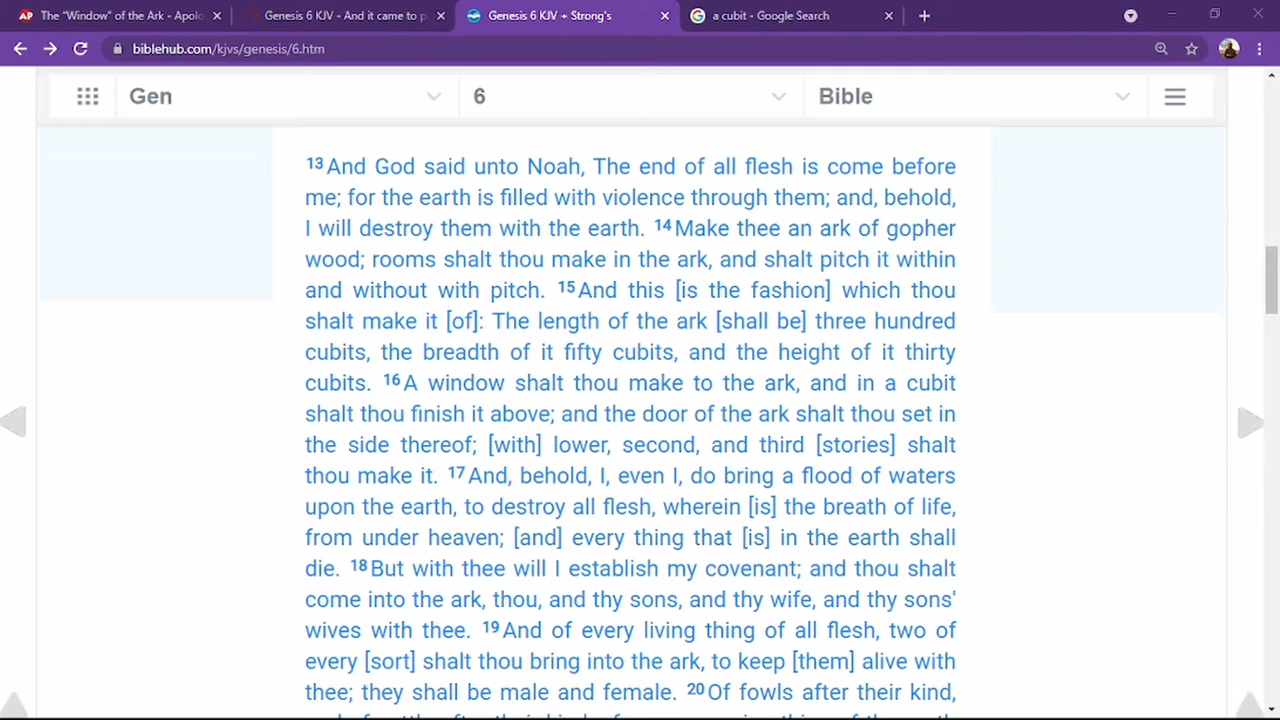 The "Window" of the Ark - Apolo
Genesis 6 KJV - And it came to p
Genesis 6 KJV + Strong's
a cubit - Google Search
biblehub.com/kjvs/genesis/6.htm
Gen 6 Bible
13 And God said unto Noah, The end of all flesh is come before
me; for the earth is filled with violence through them; and, behold,
I will destroy them with the earth. 14 Make thee an ark of gopher
wood; rooms shalt thou make in the ark, and shalt pitch it within
and without with pitch. 15 And this [is the fashion] which thou
shalt make it [of]: The length of the ark [shall be] three hundred
cubits, the breadth of it fifty cubits, and the height of it thirty
cubits. 16 A window shalt thou make to the ark, and in a cubit
shalt thou finish it above; and the door of the ark shalt thou set in
the side thereof; [with] lower, second, and third [stories] shalt
thou make it. 17 And, behold, I, even I, do bring a flood of waters
upon the earth, to destroy all flesh, wherein [is] the breath of life,
from under heaven; [and] every thing that [is] in the earth shall
die. 18 But with thee will I establish my covenant; and thou shalt
come into the ark, thou, and thy sons, and thy wife, and thy sons'
wives with thee. 19 And of every living thing of all flesh, two of
every [sort] shalt thou bring into the ark, to keep [them] alive with
thee; they shall be male and female. 20 Of fowls after their kind,